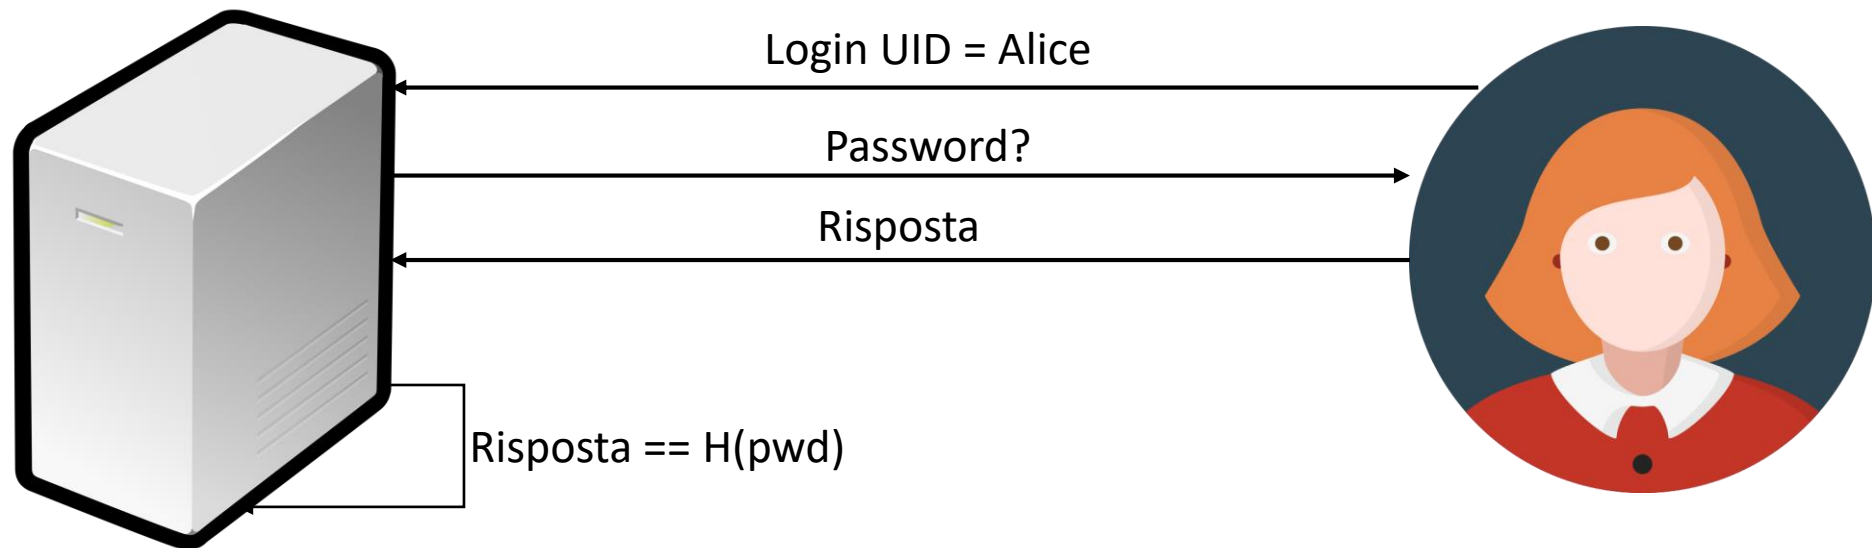 Login UID = Alice
Password?
Risposta
Risposta == H(pwd)